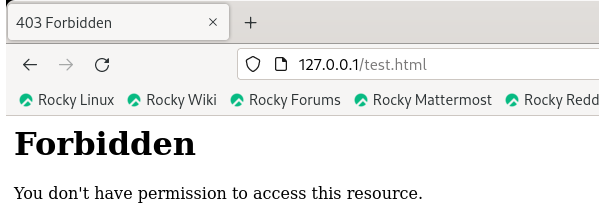 403 Forbidden
127.0.0.1/test.html
Rocky Linux Rocky Wiki Rocky Forums Rocky Mattermost Rocky Redd
Forbidden
You don't have permission to access this resource.